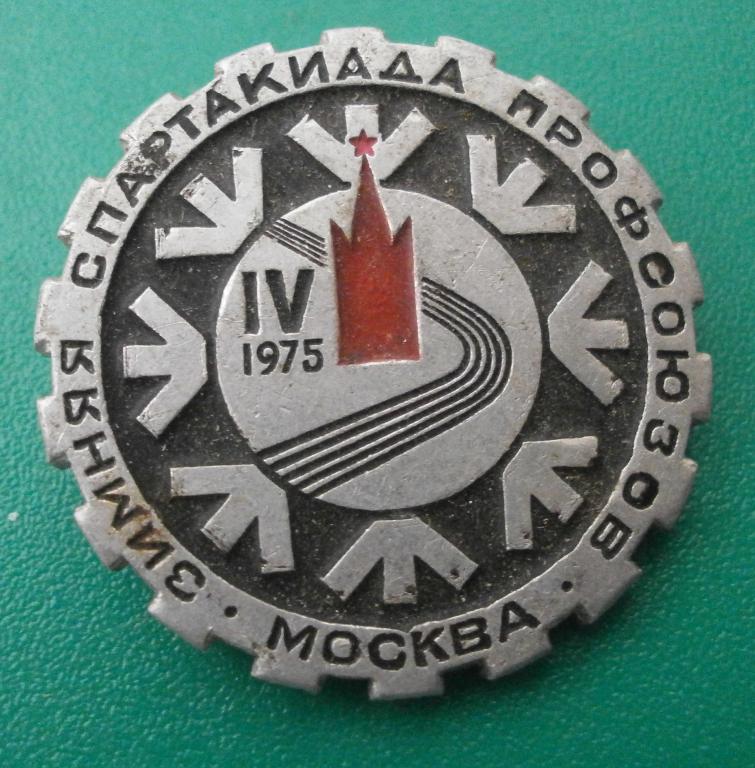 ЗИМНЯЯ СПАРТАКИАДА ПРОФСОЮЗОВ
IV
1975
· МОСКВА ·